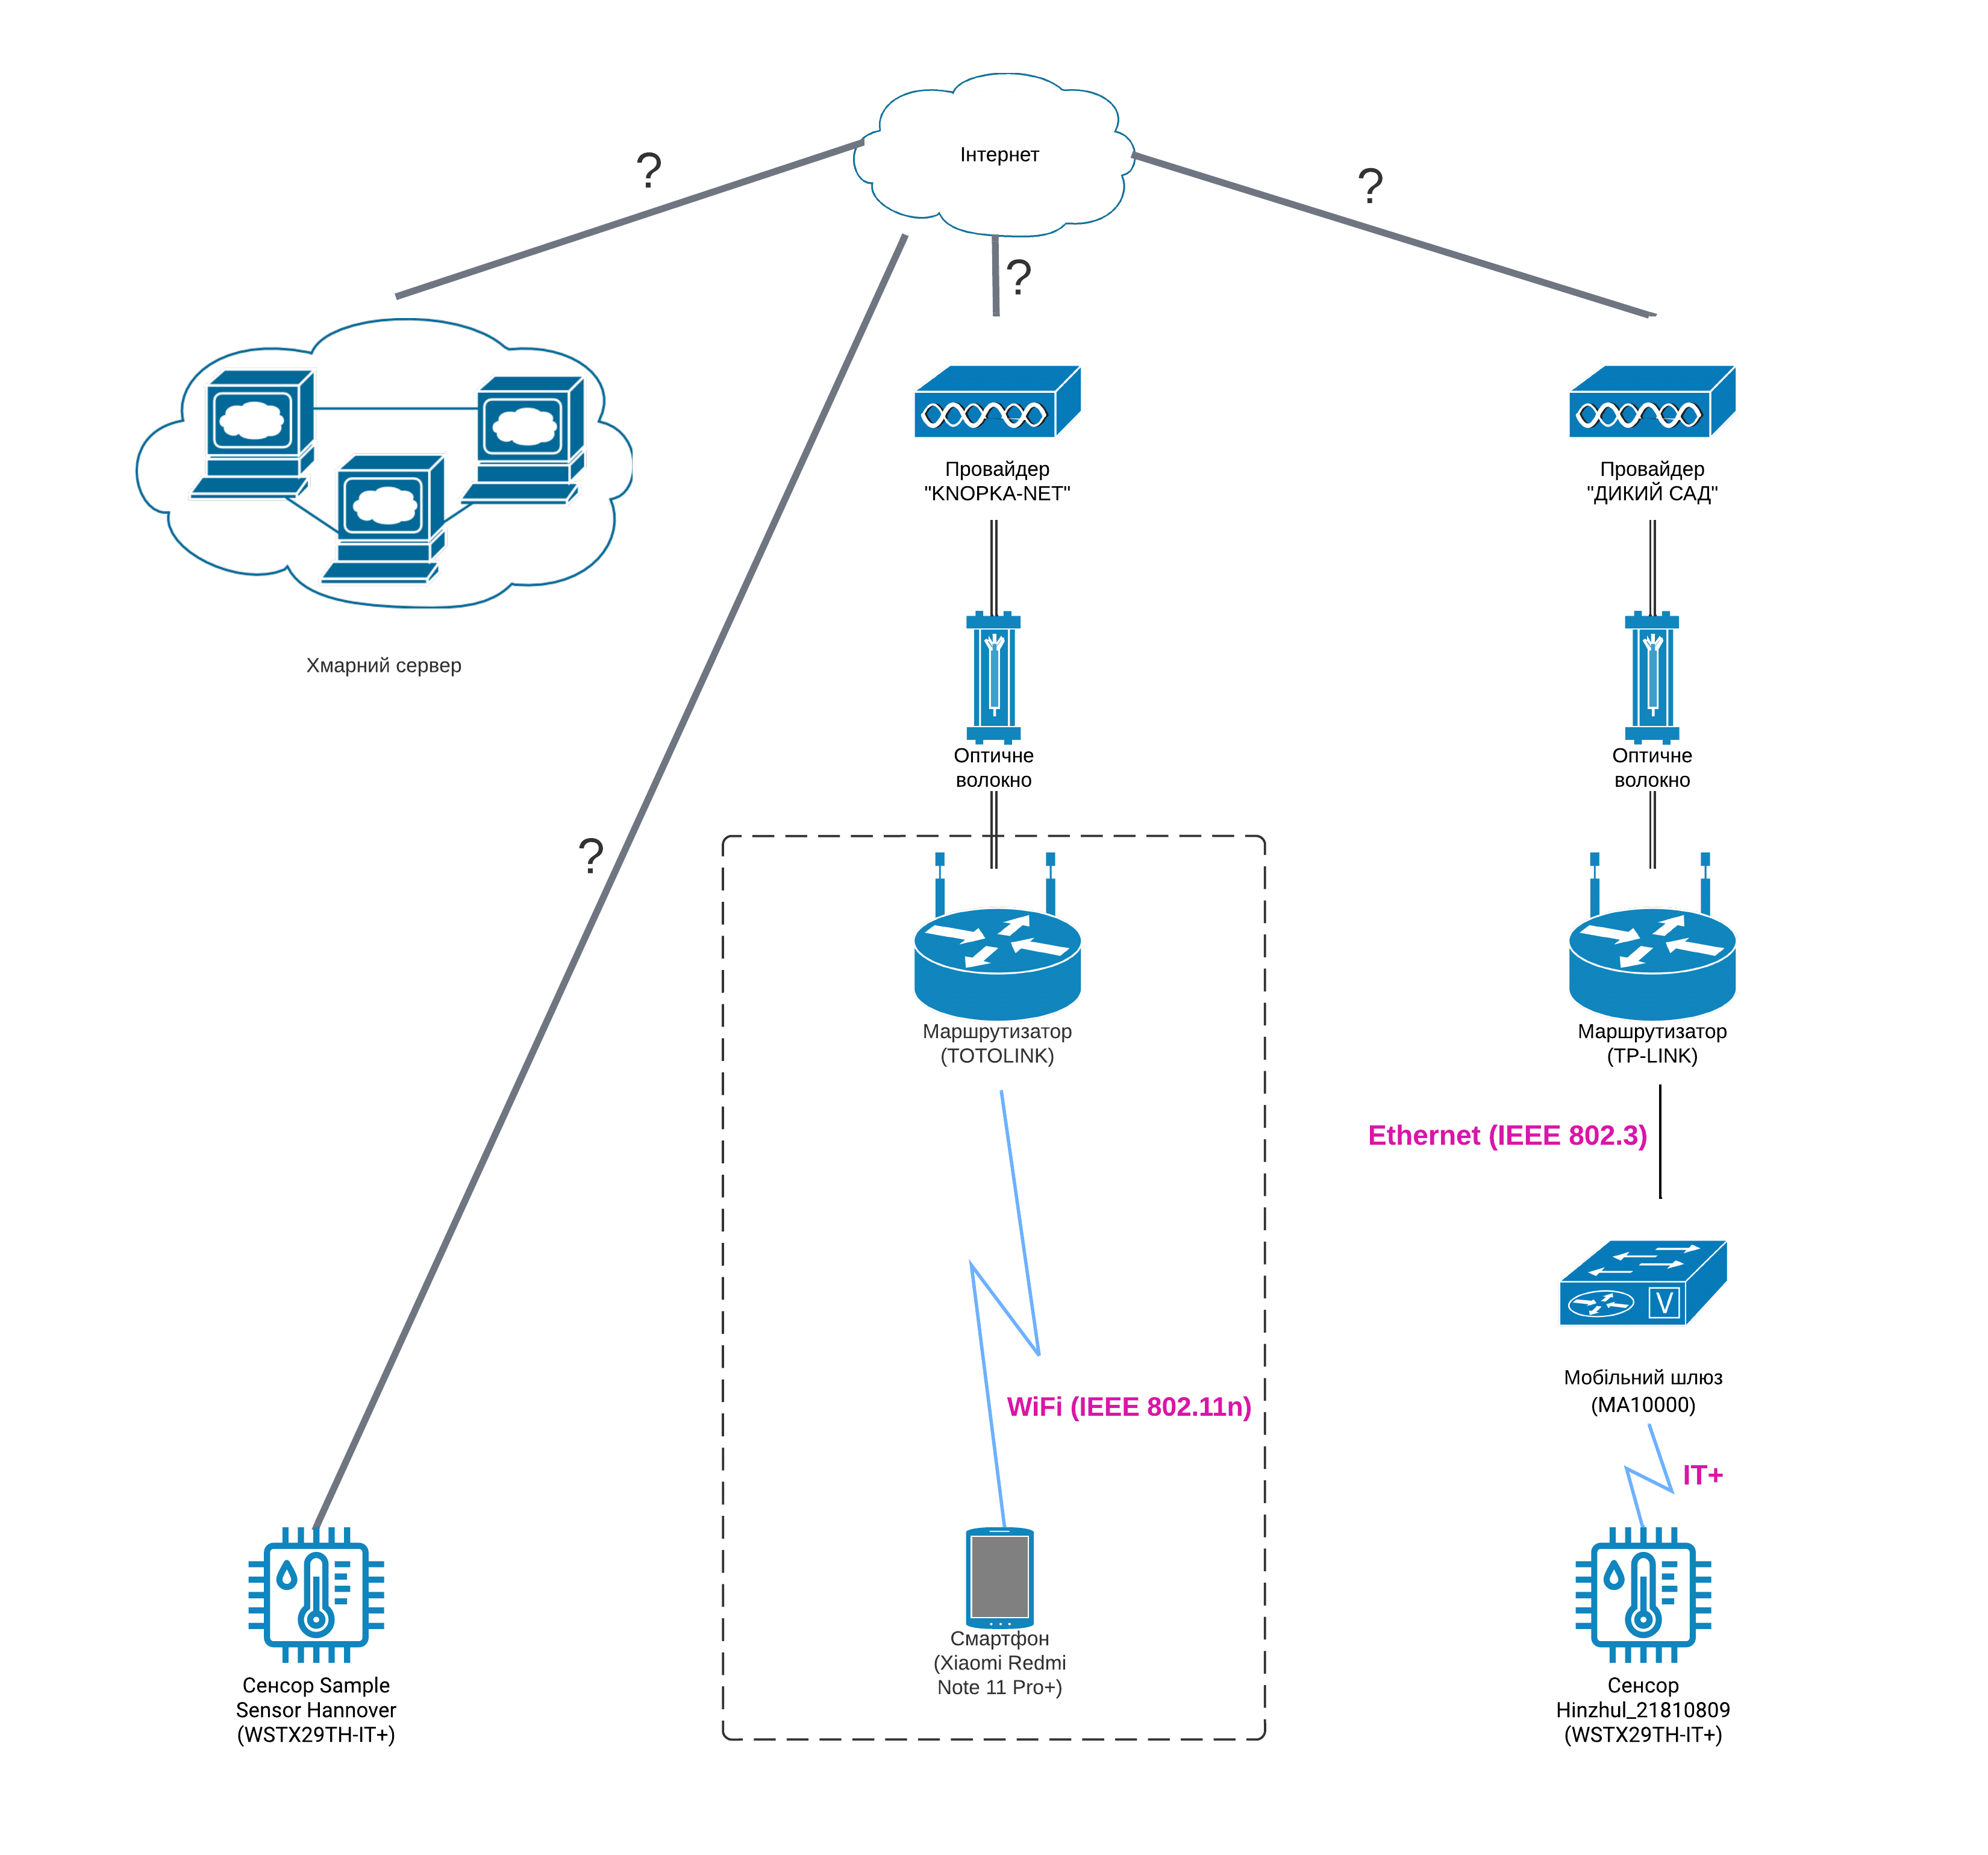 Інтернет
?
?
?
Провайдер
"KNOPKA-NET"
Провайдер
"ДИКИЙ САД"
Хмарний сервер
Оптичне
волокно
Оптичне
волокно
?
Маршрутизатор
(TOTOLINK)
Маршрутизатор
(TP-LINK)
Ethernet (IEEE 802.3)
V
Мобільний шлюз
(MA10000)
WiFi (IEEE 802.11n)
IT+
Смартфон
(Xiaomi Redmi
Note 11 Pro+)
Сенсор Sample
Sensor Hannover
(WSTX29TH-IT+)
Сенсор
Hinzhul_21810809
(WSTX29TH-IT+)